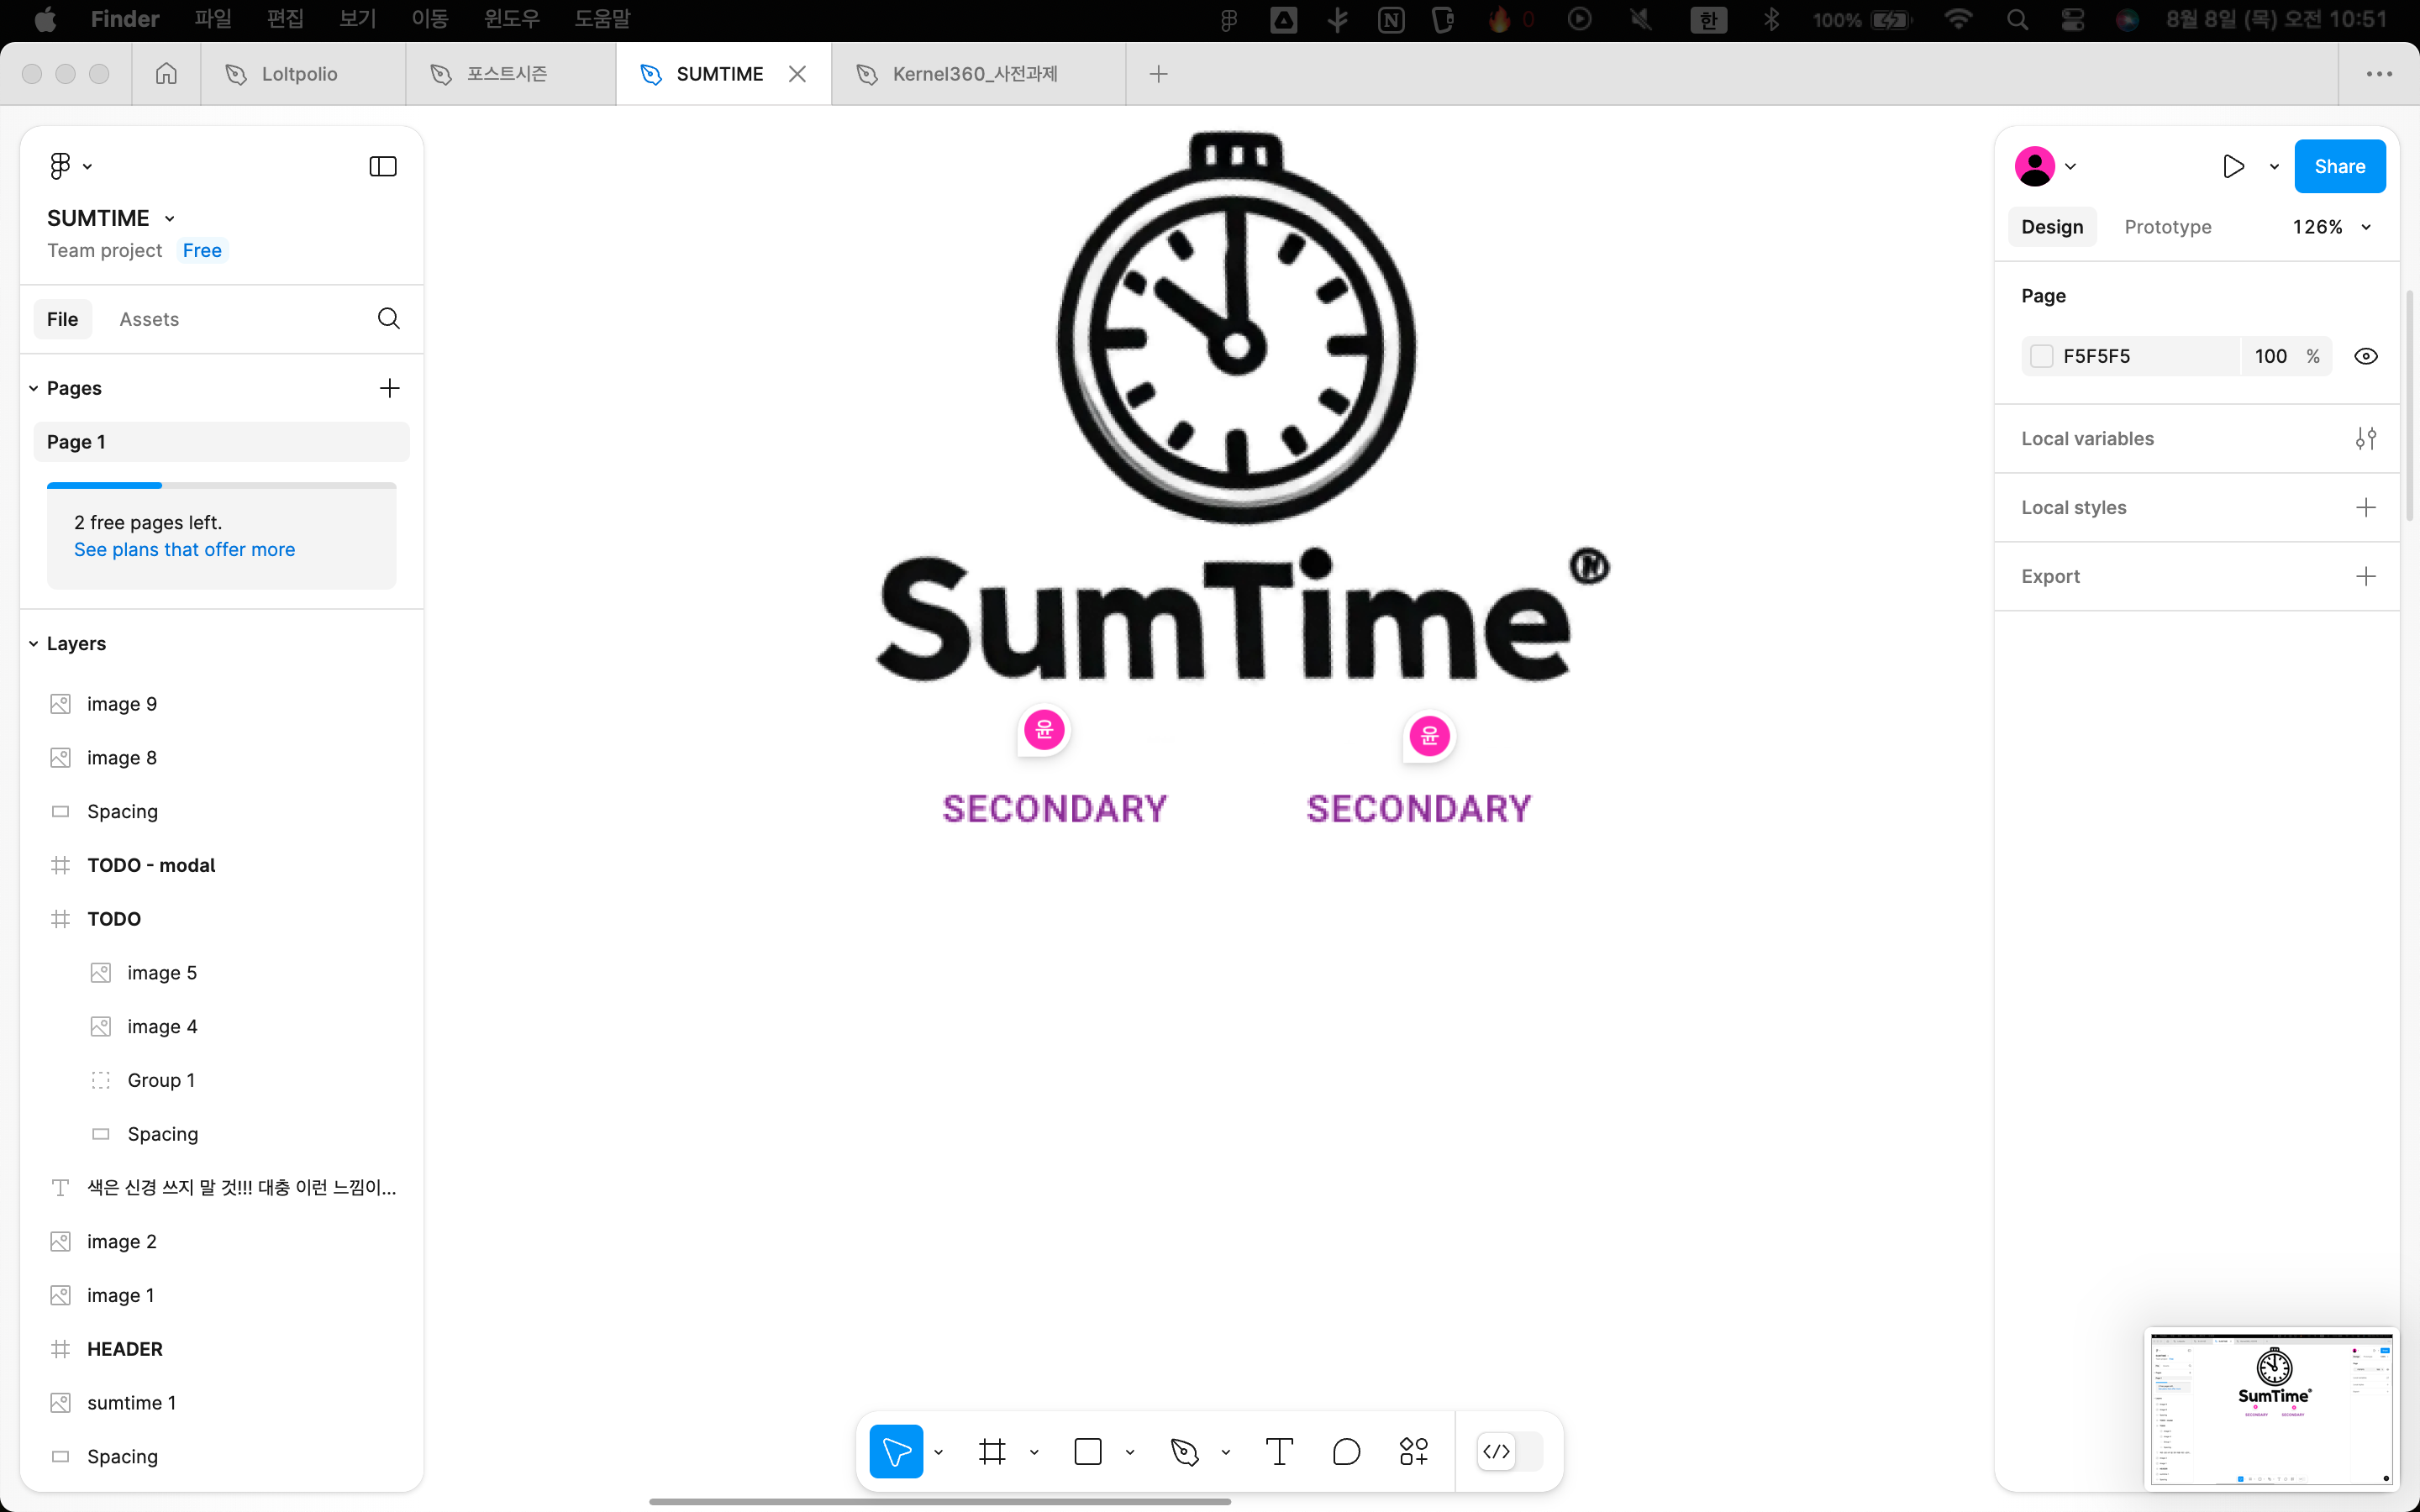 Finder 파일 편집 보기 이동 윈도우 도움말 0 한 100% 8월 8일 (목) 오전 10:51
Loltpolio 포스트시즌 SUMTIME Kernel360_사전과제
SUMTIME
Team project Free
File Assets
Pages
Page 1
2 free pages left.
See plans that offer more
Layers
image 9
image 8
Spacing
TODO - modal
TODO
image 5
image 4
Group 1
Spacing
색은 신경 쓰지 말 것!!! 대충 이런 느낌이...
image 2
image 1
HEADER
sumtime 1
Spacing
SumTime
윤 윤
SECONDARY SECONDARY
Share
Design Prototype 126%
Page
F5F5F5 100 %
Local variables
Local styles
Export
SumTime
SECONDARY SECONDARY